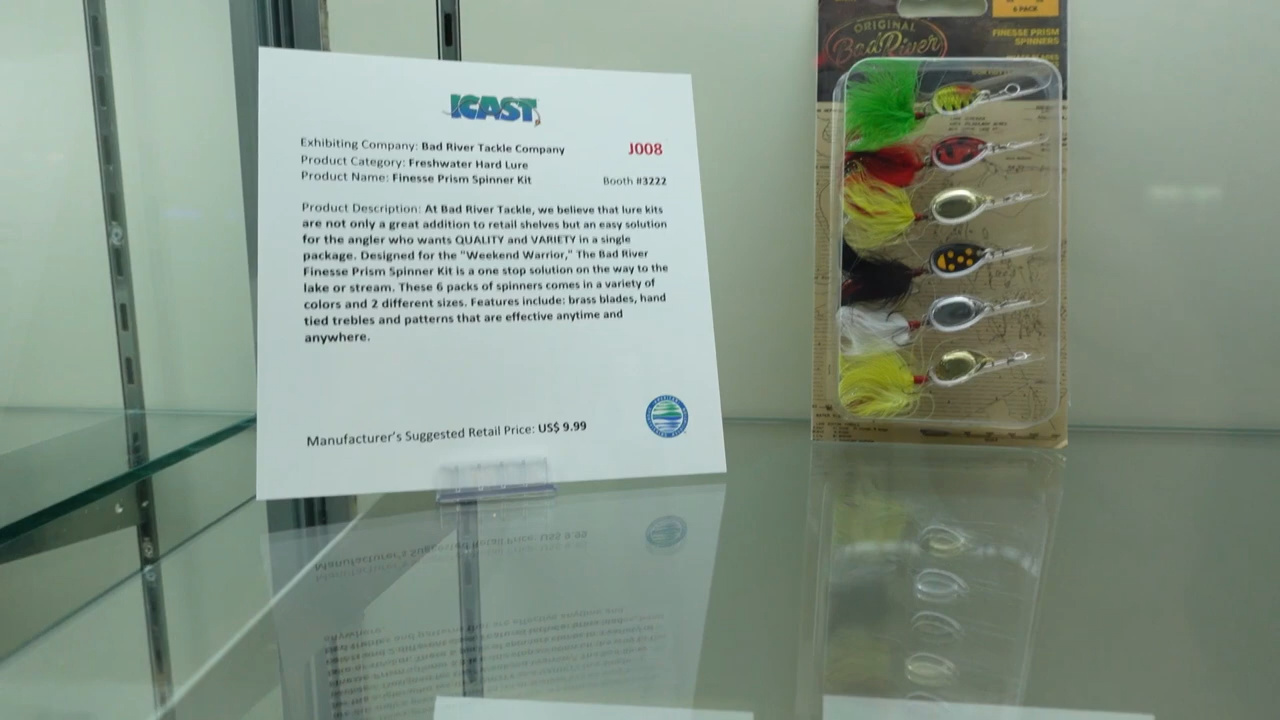 ICAST
Exhibiting Company: Bad River Tackle Company
J008
Product Category: Freshwater Hard Lure
Product Name: Finesse Prism Spinner Kit
Booth #3222
Product Description: At Bad River Tackle, we believe that lure kits
are not only a great addition to retail shelves but an easy solution
for the angler who wants QUALITY and VARIETY in a single
package. Designed for the "Weekend Warrior," The Bad River
Finesse Prism Spinner Kit is a one stop solution on the way to the
lake or stream. These 6 packs of spinners comes in a variety of
colors and 2 different sizes. Features include: brass blades, hand
tied trebles and patterns that are effective anytime and
anywhere.
Manufacturer's Suggested Retail Price: US$ 9.99
6 PACK
ORIGINAL
Bad River
FINESSE PRISM
SPINNERS